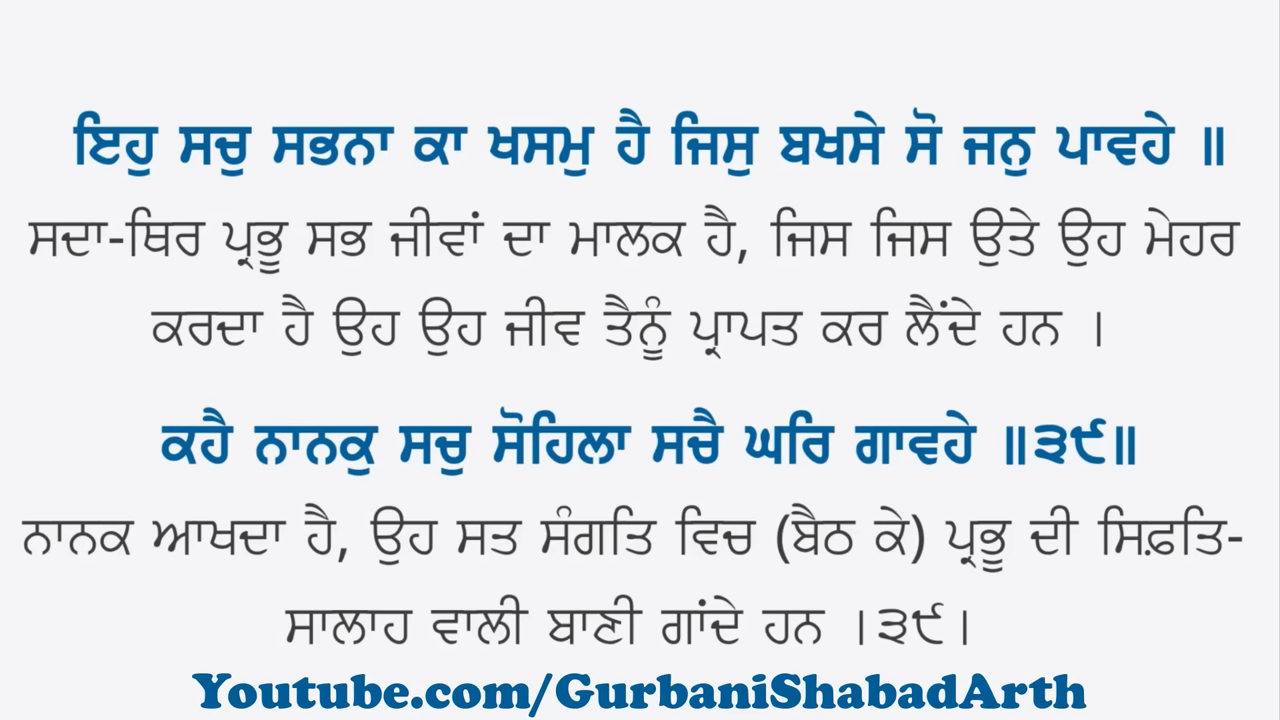 ਇਹੁ ਸਚੁ ਸਭਨਾ ਕਾ ਖਸਮੁ ਹੈ ਜਿਸੁ ਬਖਸੇ ਸੋ ਜਨੁ ਪਾਵਹੇ ॥
ਸਦਾ-ਥਿਰ ਪ੍ਰਭੂ ਸਭ ਜੀਵਾਂ ਦਾ ਮਾਲਕ ਹੈ, ਜਿਸ ਜਿਸ ਉਤੇ ਉਹ ਮੇਹਰ
ਕਰਦਾ ਹੈ ਉਹ ਉਹ ਜੀਵ ਤੈਨੂੰ ਪ੍ਰਾਪਤ ਕਰ ਲੈਂਦੇ ਹਨ ।
ਕਹੈ ਨਾਨਕੁ ਸਚੁ ਸੋਹਿਲਾ ਸਚੈ ਘਰਿ ਗਾਵਹੇ ॥੩੯॥
ਨਾਨਕ ਆਖਦਾ ਹੈ, ਉਹ ਸਤ ਸੰਗਤਿ ਵਿਚ (ਬੈਠ ਕੇ) ਪ੍ਰਭੂ ਦੀ ਸਿਫ਼ਤਿ-
ਸਾਲਾਹ ਵਾਲੀ ਬਾਣੀ ਗਾਂਦੇ ਹਨ ।੩੯।
Youtube.com/GurbaniShabadArth